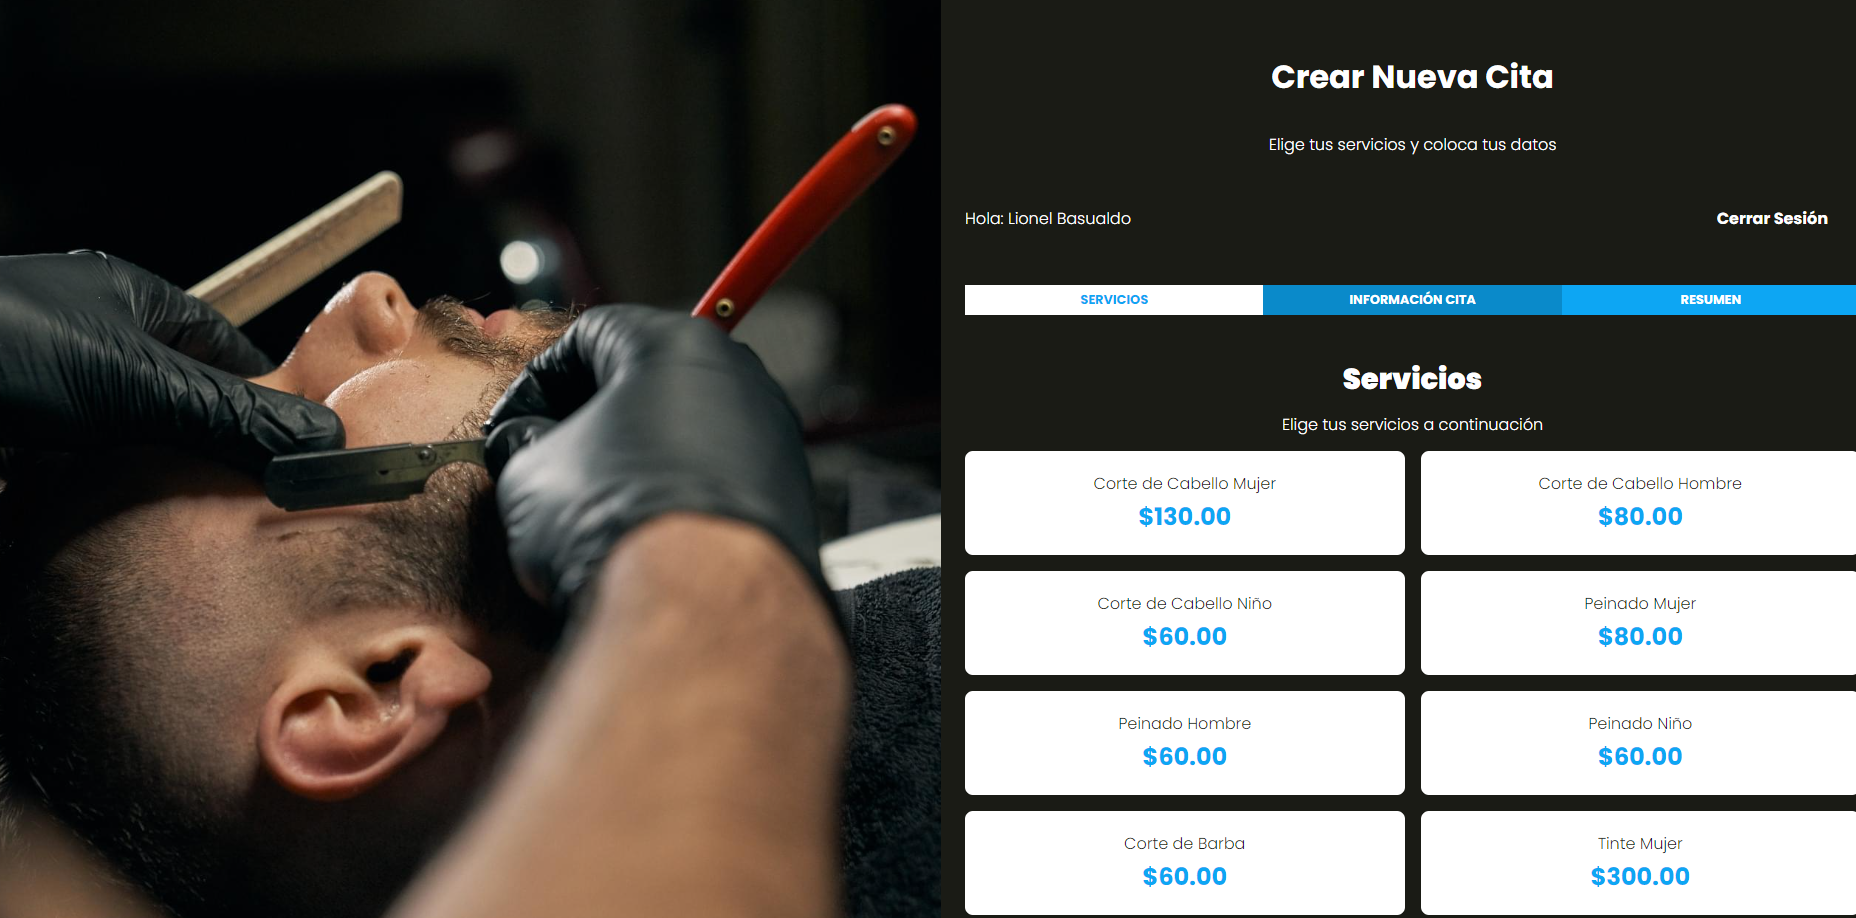 Crear Nueva Cita
Elige tus servicios y coloca tus datos
Hola: Lionel Basualdo
Cerrar Sesión
SERVICIOS
INFORMACIÓN CITA
RESUMEN
Servicios
Elige tus servicios a continuación
Corte de Cabello Mujer
$130.00
Corte de Cabello Hombre
$80.00
Corte de Cabello Niño
$60.00
Peinado Mujer
$80.00
Peinado Hombre
$60.00
Peinado Niño
$60.00
Corte de Barba
$60.00
Tinte Mujer
$300.00